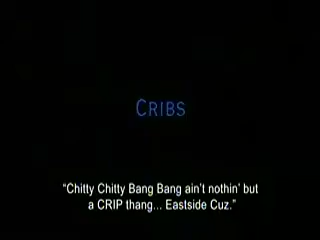 CRIBS
“Chitty Chitty Bang Bang ain’t nothin’ but
a CRIP thang... Eastside Cuz.”